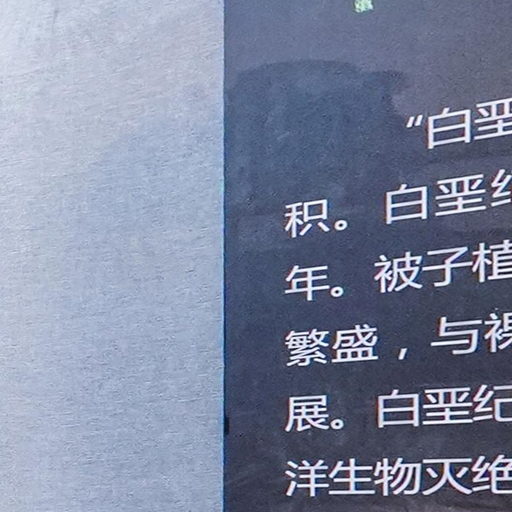 “白垩
积。白垩纪
年。被子植
繁盛，与裸
展。白垩纪
洋生物灭绝